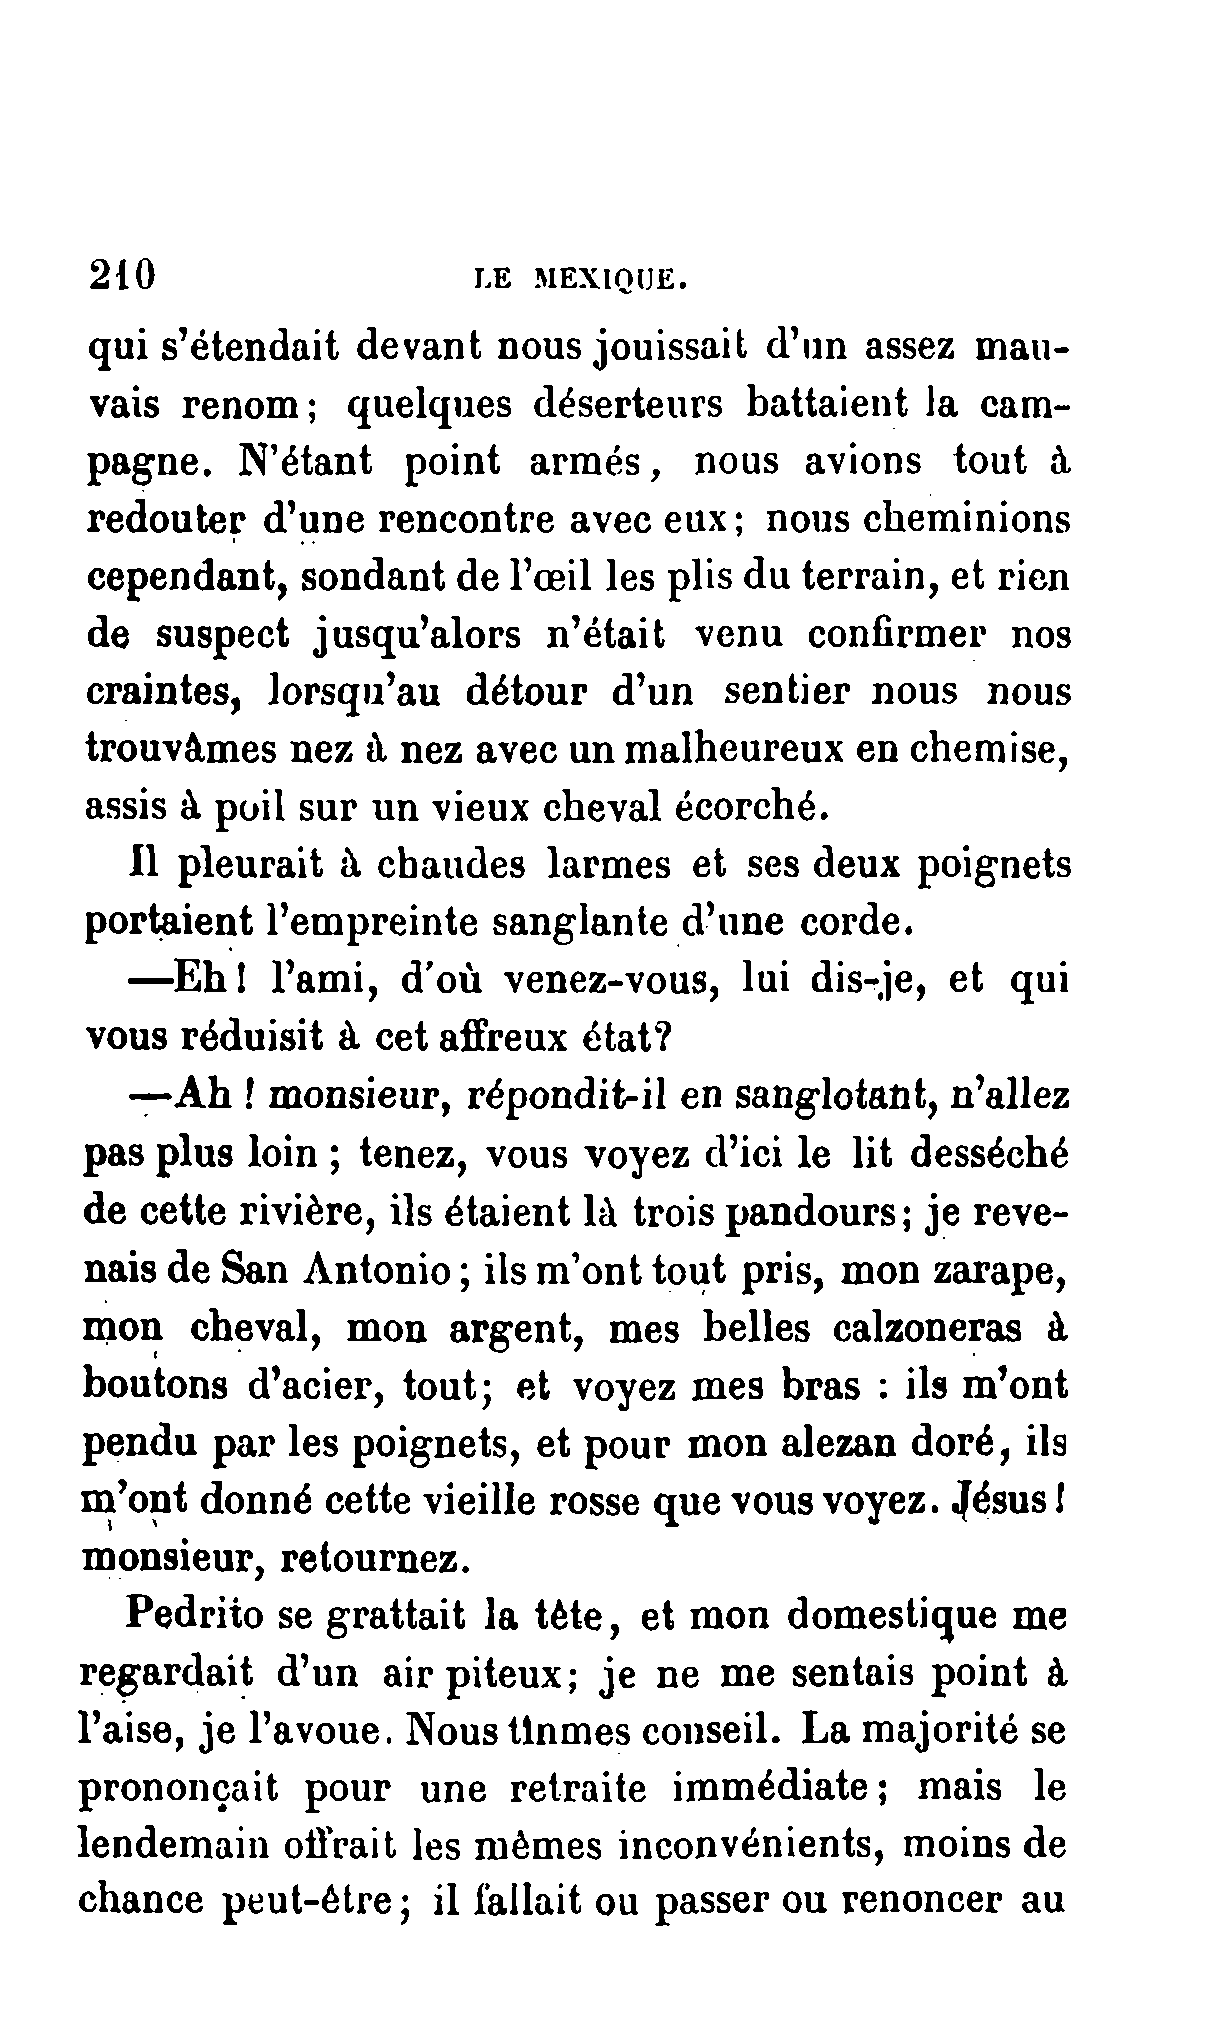 210 LE MEXIQUE.
qui s'étendait devant nous jouissait d'un assez mau-
vais renom; quelques déserteurs battaient la cam-
pagne. N'étant point armés, nous avions tout à
redouter d'une rencontre avec eux; nous cheminions
cependant, sondant de l'œil les plis du terrain, et rien
de suspect jusqu'alors n'était venu confirmer nos
craintes, lorsqu'au détour d'un sentier nous nous
trouvâmes nez à nez avec un malheureux en chemise,
assis à poil sur un vieux cheval écorché.
Il pleurait à chaudes larmes et ses deux poignets
portaient l'empreinte sanglante d'une corde.
—Eh! l'ami, d'où venez-vous, lui dis-je, et qui
vous réduisit à cet affreux état?
—Ah ! monsieur, répondit-il en sanglotant, n'allez
pas plus loin ; tenez, vous voyez d'ici le lit desséché
de cette rivière, ils étaient là trois pandours; je reve-
nais de San Antonio; ils m'ont tout pris, mon zarape,
mon cheval, mon argent, mes belles calzoneras à
boutons d'acier, tout; et voyez mes bras : ils m'ont
pendu par les poignets, et pour mon alezan doré, ils
m'ont donné cette vieille rosse que vous voyez. Jésus!
monsieur, retournez.
Pedrito se grattait la tête, et mon domestique me
regardait d'un air piteux; je ne me sentais point à
l'aise, je l'avoue. Nous tînmes conseil. La majorité se
prononçait pour une retraite immédiate; mais le
lendemain offrait les mêmes inconvénients, moins de
chance peut-être; il fallait ou passer ou renoncer au